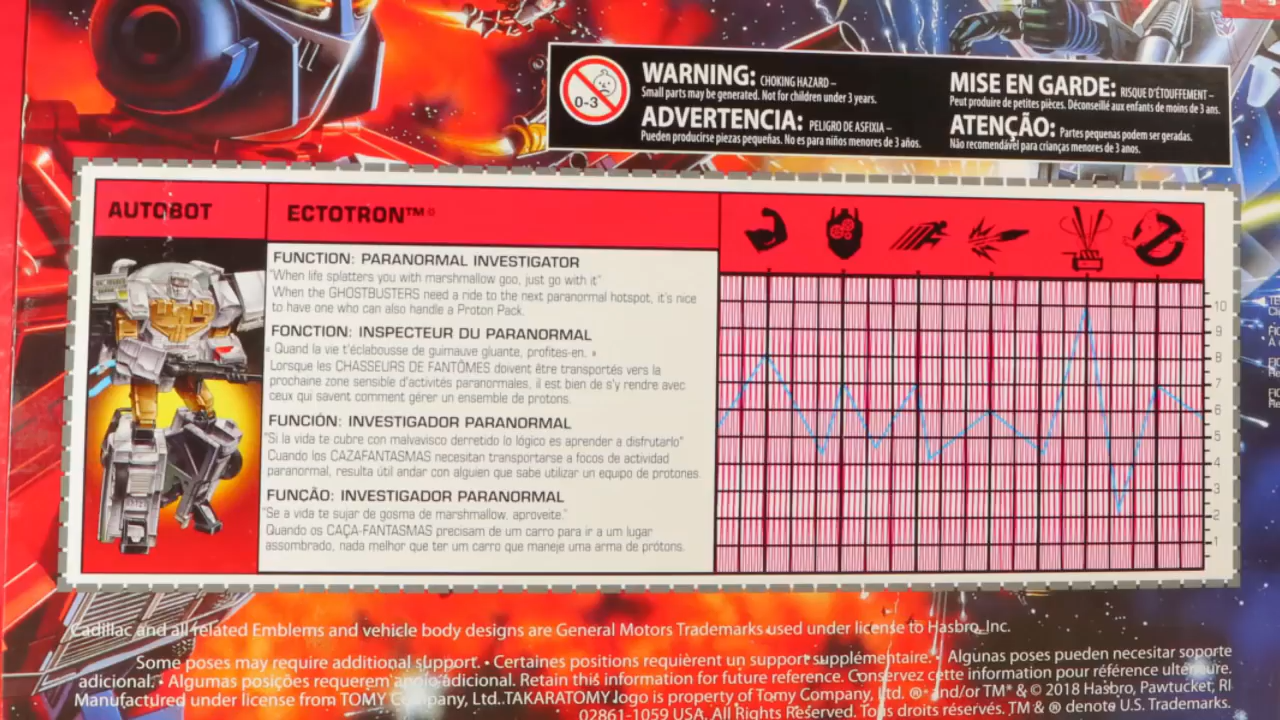 WARNING: CHOKING HAZARD –
Small parts may be generated. Not for children under 3 years.
ADVERTENCIA: PELIGRO DE ASFIXIA –
Pueden producirse piezas pequeñas. No es para niños menores de 3 años.
MISE EN GARDE: RISQUE D'ÉTOUFFEMENT –
Peut produire de petites pièces. Déconseillé aux enfants de moins de 3 ans.
ATENÇÃO: Partes pequenas podem ser geradas.
Não recomendável para crianças menores de 3 anos.
0-3
AUTOBOT
ECTOTRON™
FUNCTION: PARANORMAL INVESTIGATOR
"When life splatters you with marshmallow goo, just go with it"
When the GHOSTBUSTERS need a ride to the next paranormal hotspot, it's nice
to have one who can also handle a Proton Pack.
FONCTION: INSPECTEUR DU PARANORMAL
« Quand la vie t'éclabousse de guimauve gluante, profites-en. »
Lorsque les CHASSEURS DE FANTÔMES doivent être transportés vers la
prochaine zone sensible d'activités paranormales, il est bien de s'y rendre avec
ceux qui savent comment gérer un ensemble de protons.
FUNCIÓN: INVESTIGADOR PARANORMAL
"Si la vida te cubre con malvavisco derretido lo lógico es aprender a disfrutarlo"
Cuando los CAZAFANTASMAS necesitan transportarse a focos de actividad
paranormal, resulta útil andar con alguien que sabe utilizar un equipo de protones.
FUNÇÃO: INVESTIGADOR PARANORMAL
"Se a vida te sujar de gosma de marshmallow, aproveite."
Quando os CAÇA-FANTASMAS precisam de um carro para ir a um lugar
assombrado, nada melhor que ter um carro que maneje uma arma de prótons.
10
9
8
7
6
5
4
3
2
1
Cadillac and all related Emblems and vehicle body designs are General Motors Trademarks used under license to Hasbro, Inc.
Some poses may require additional support. • Certaines positions requièrent un support supplémentaire. • Algunas poses pueden necesitar soporte
adicional. • Algumas posições requerem apoio adicional. Retain this information for future reference. Conservez cette information pour référence ultérieure.
Manufactured under license from TOMY Company, Ltd..TAKARATOMY logo is property of Tomy Company, Ltd. ®* and/or TM* & © 2018 Hasbro, Pawtucket, RI
02861-1059 USA. All Rights Reserved. Tous droits réservés. TM & ® denote U.S. Trademarks.